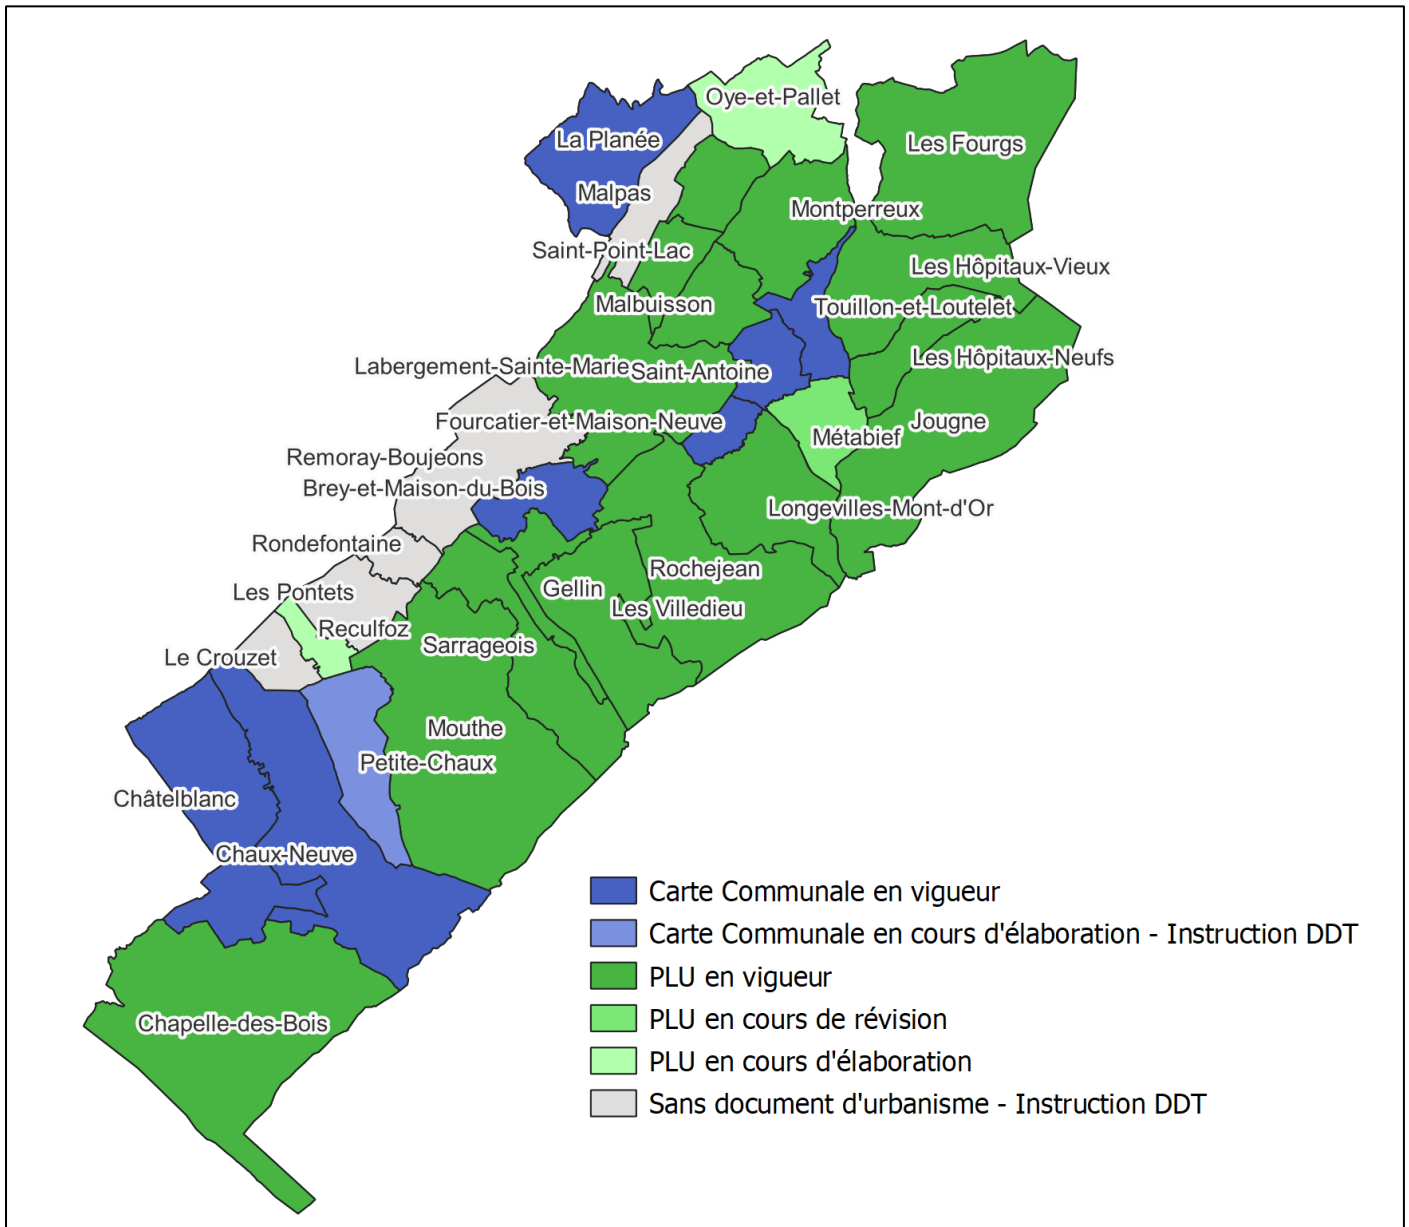 Oye-et-Pallet
La Planée
Les Fourgs
Malpas
Montperreux
Saint-Point-Lac
Les Hôpitaux-Vieux
Malbuisson
Touillon-et-Loutelet
Les Hôpitaux-Neufs
Labergement-Sainte-Marie
Saint-Antoine
Fourcatier-et-Maison-Neuve
Jougne
Métabief
Remoray-Boujeons
Brey-et-Maison-du-Bois
Longevilles-Mont-d'Or
Rondefontaine
Rochejean
Gellin
Les Pontets
Les Villedieu
Reculfoz
Sarrageois
Le Crouzet
Mouthe
Petite-Chaux
Châtelblanc
Chaux-Neuve
Chapelle-des-Bois
Carte Communale en vigueur
Carte Communale en cours d'élaboration - Instruction DDT
PLU en vigueur
PLU en cours de révision
PLU en cours d'élaboration
Sans document d'urbanisme - Instruction DDT